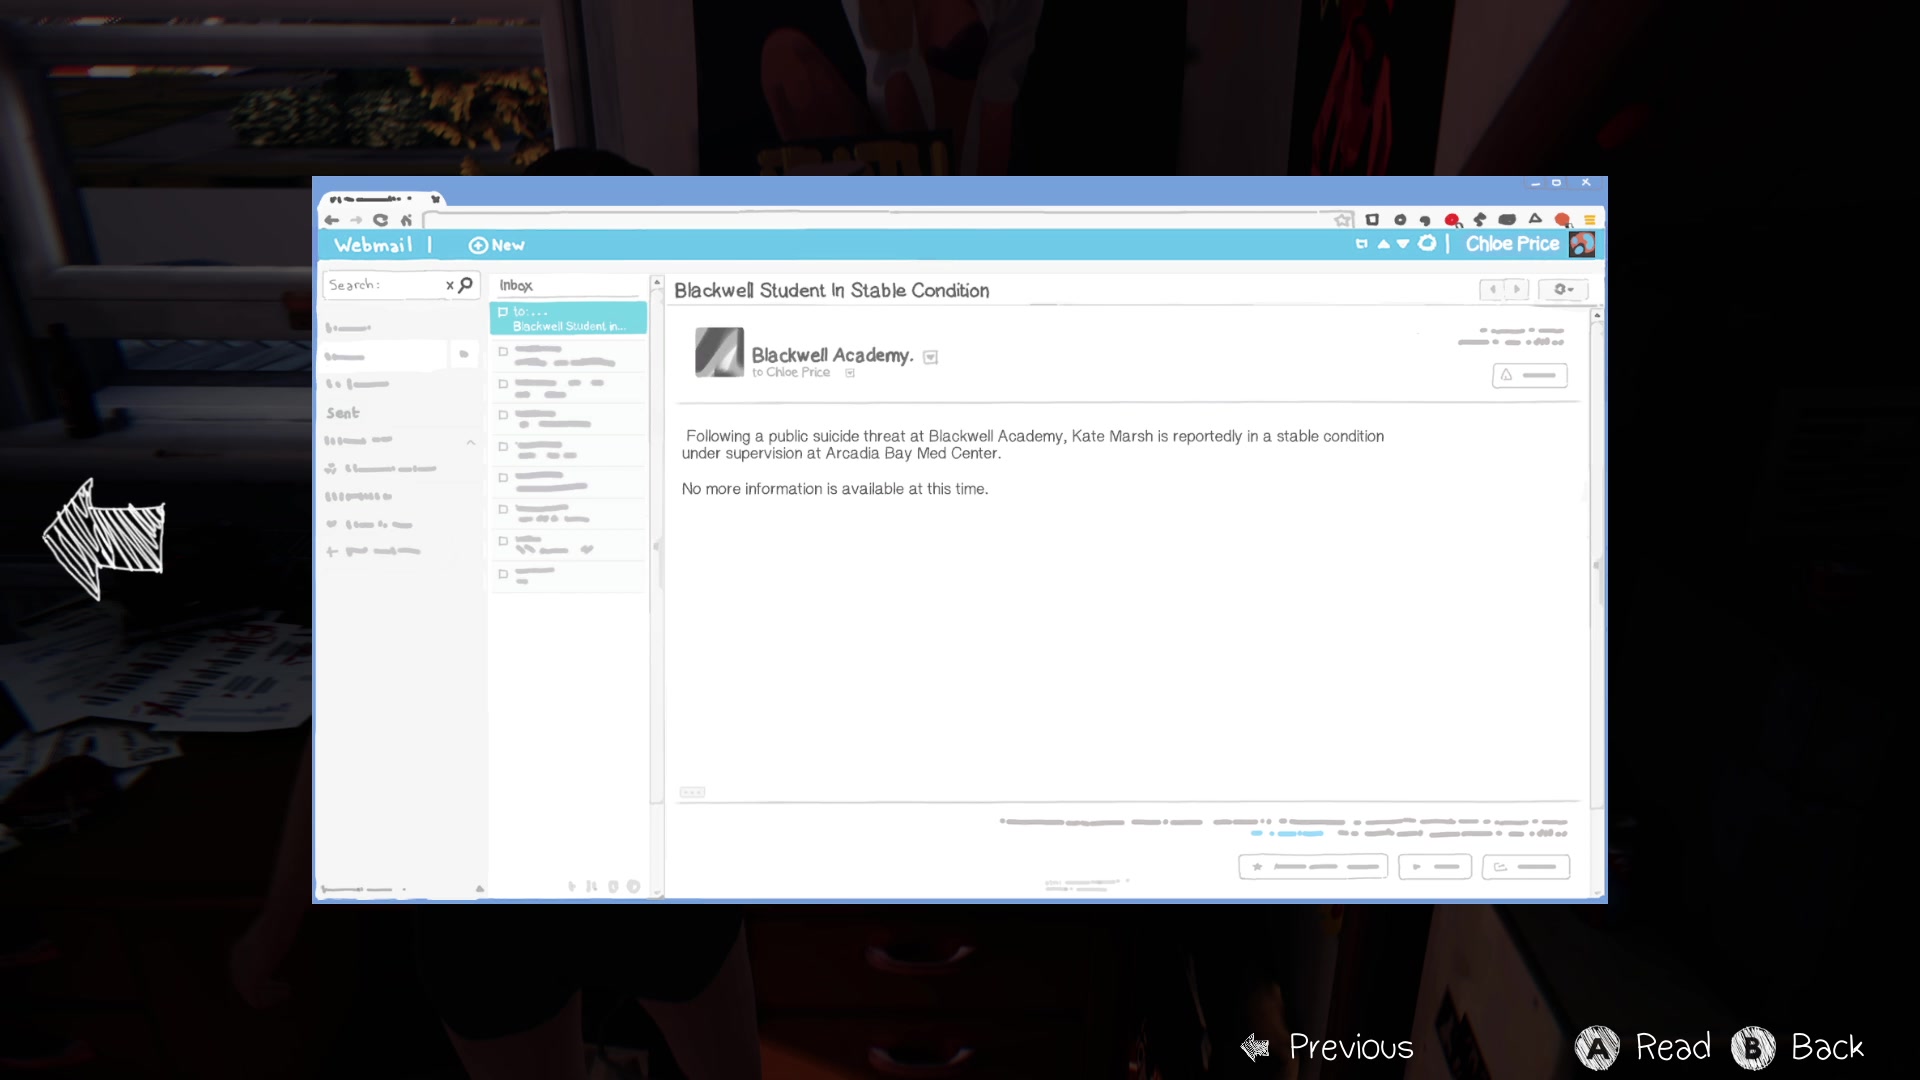 Webmail |
New
| Chloe Price
Search:
x
Inbox
to:...
Blackwell Student in...
Sent
Blackwell Student In Stable Condition
Blackwell Academy.
to Chloe Price
Following a public suicide threat at Blackwell Academy, Kate Marsh is reportedly in a stable condition
under supervision at Arcadia Bay Med Center.
No more information is available at this time.
Previous
A Read
B Back